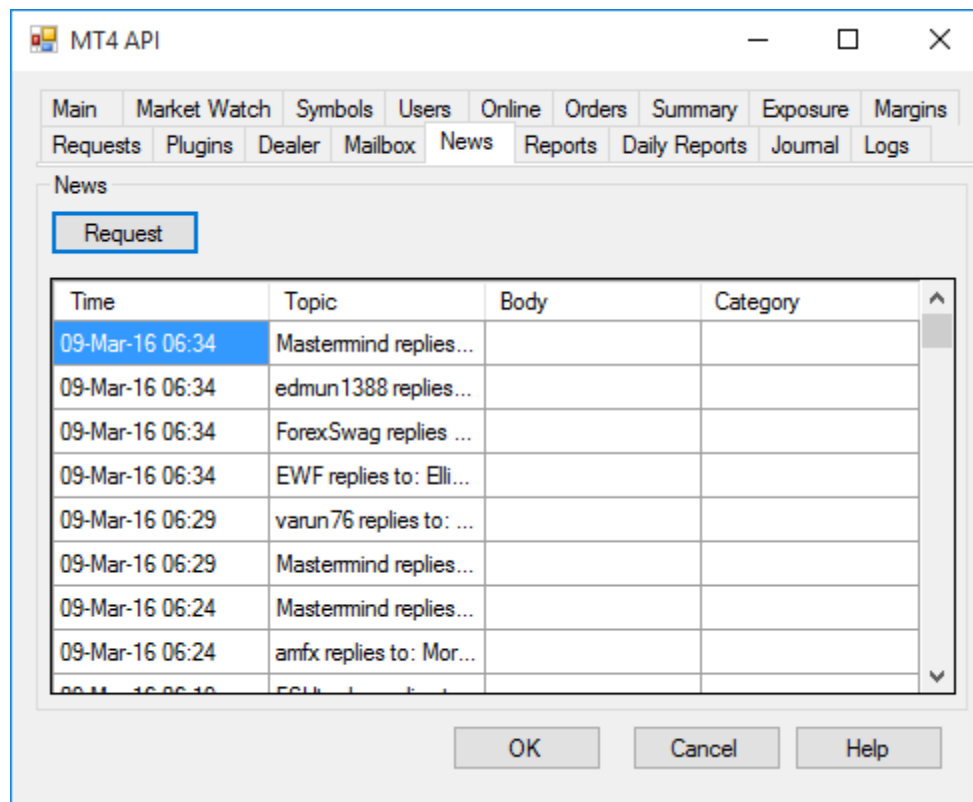 MT4 API
Main Market Watch Symbols Users Online Orders Summary Exposure Margins
Requests Plugins Dealer Mailbox News Reports Daily Reports Journal Logs
News
Request
Time Topic Body Category
09-Mar-16 06:34 Mastermind replies...
09-Mar-16 06:34 edmun1388 replies...
09-Mar-16 06:34 ForexSwag replies ...
09-Mar-16 06:34 EWF replies to: Elli...
09-Mar-16 06:29 varun76 replies to: ...
09-Mar-16 06:29 Mastermind replies...
09-Mar-16 06:24 Mastermind replies...
09-Mar-16 06:24 amfx replies to: Mor...
OK Cancel Help